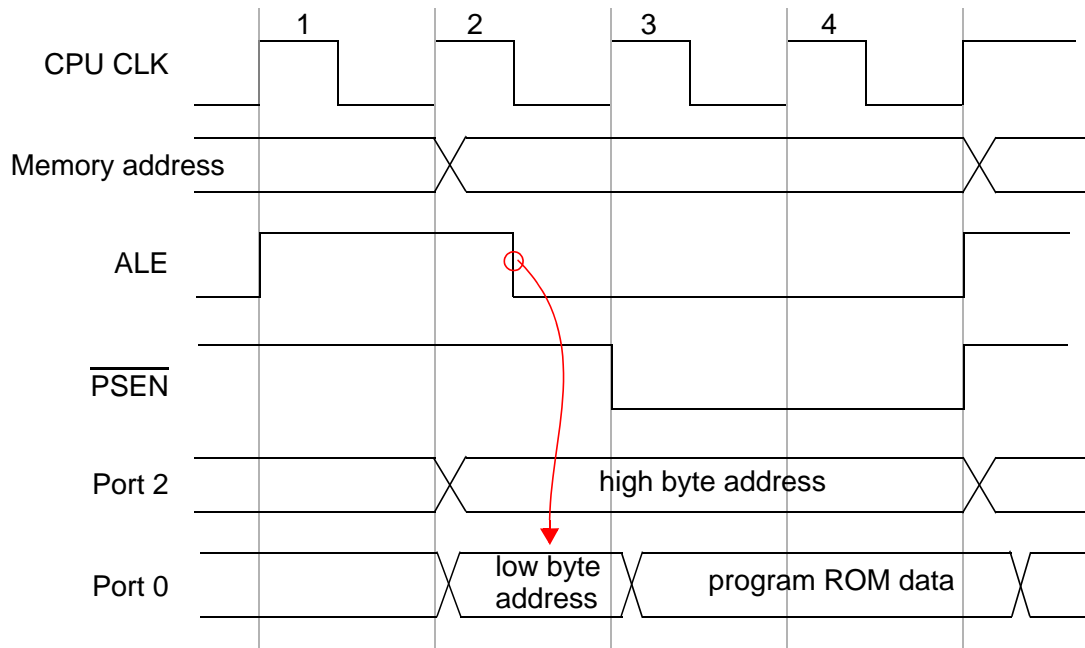 1 2 3 4
CPU CLK
Memory address
ALE
PSEN
Port 2
high byte address
Port 0
low byte
address
program ROM data